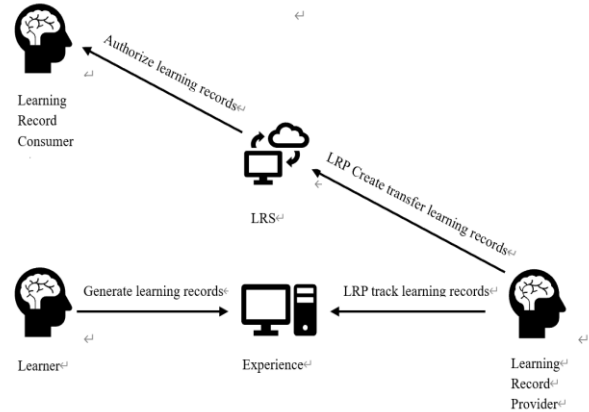 Authorize learning records
Learning
Record
Consumer
LRP Create transfer learning records
LRS
Generate learning records
LRP track learning records
Learner
Experience
Learning
Record
Provider